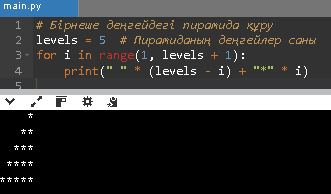 main.py
1 # Бірнеше деңгейдегі пирамида құру
2 levels = 5  # Пирамиданың деңгейлер саны
3 for i in range(1, levels + 1):
4     print(" " * (levels - i) + "*" * i)
5
    *
   **
  ***
 ****
*****